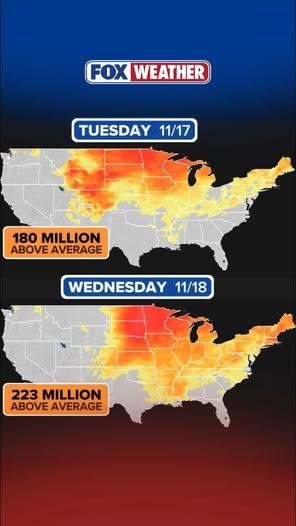 FOX WEATHER
TUESDAY 11/17
180 MILLION
ABOVE AVERAGE
WEDNESDAY 11/18
223 MILLION
ABOVE AVERAGE